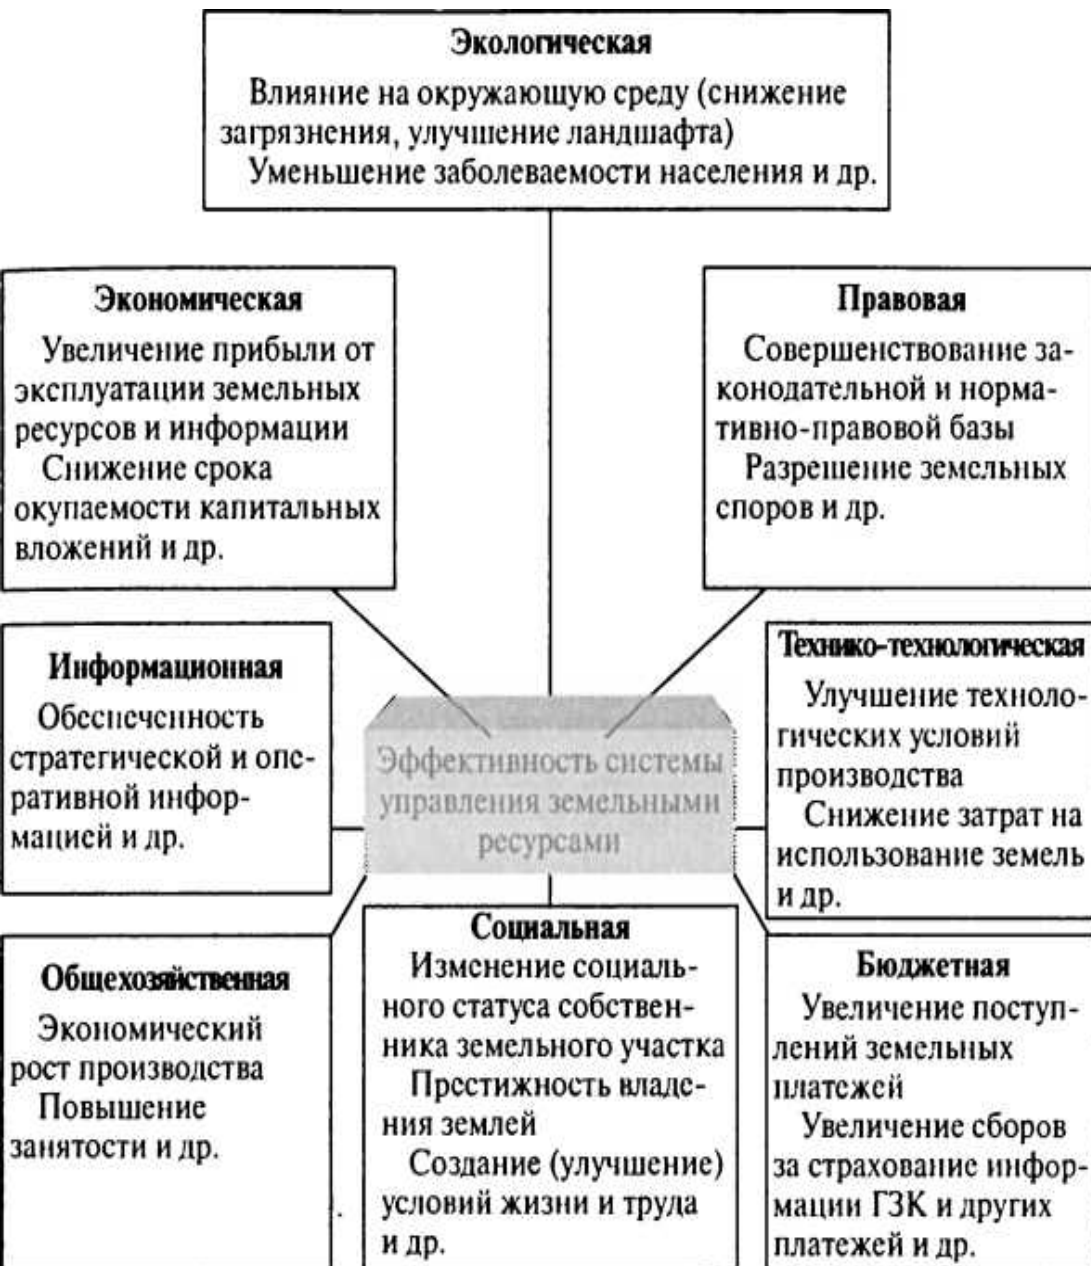 Экологическая
Влияние на окружающую среду (снижение
загрязнения, улучшение ландшафта)
Уменьшение заболеваемости населения и др.
Экономическая
Увеличение прибыли от
эксплуатации земельных
ресурсов и информации
Снижение срока
окупаемости капитальных
вложений и др.
Правовая
Совершенствование за-
конодательной и норма-
тивно-правовой базы
Разрешение земельных
споров и др.
Информационная
Обеспеченность
стратегической и опе-
ративной инфор-
мацией и др.
Эффективность системы
управления земельными
ресурсами
Технико-технологическая
Улучшение техноло-
гических условий
производства
Снижение затрат на
использование земель
и др.
Общехозяйственная
Экономический
рост производства
Повышение
занятости и др.
Социальная
Изменение социаль-
ного статуса собствен-
ника земельного участка
Престижность владе-
ния землей
Создание (улучшение)
условий жизни и труда
и др.
Бюджетная
Увеличение поступ-
лений земельных
платежей
Увеличение сборов
за страхование инфор-
мации ГЗК и других
платежей и др.